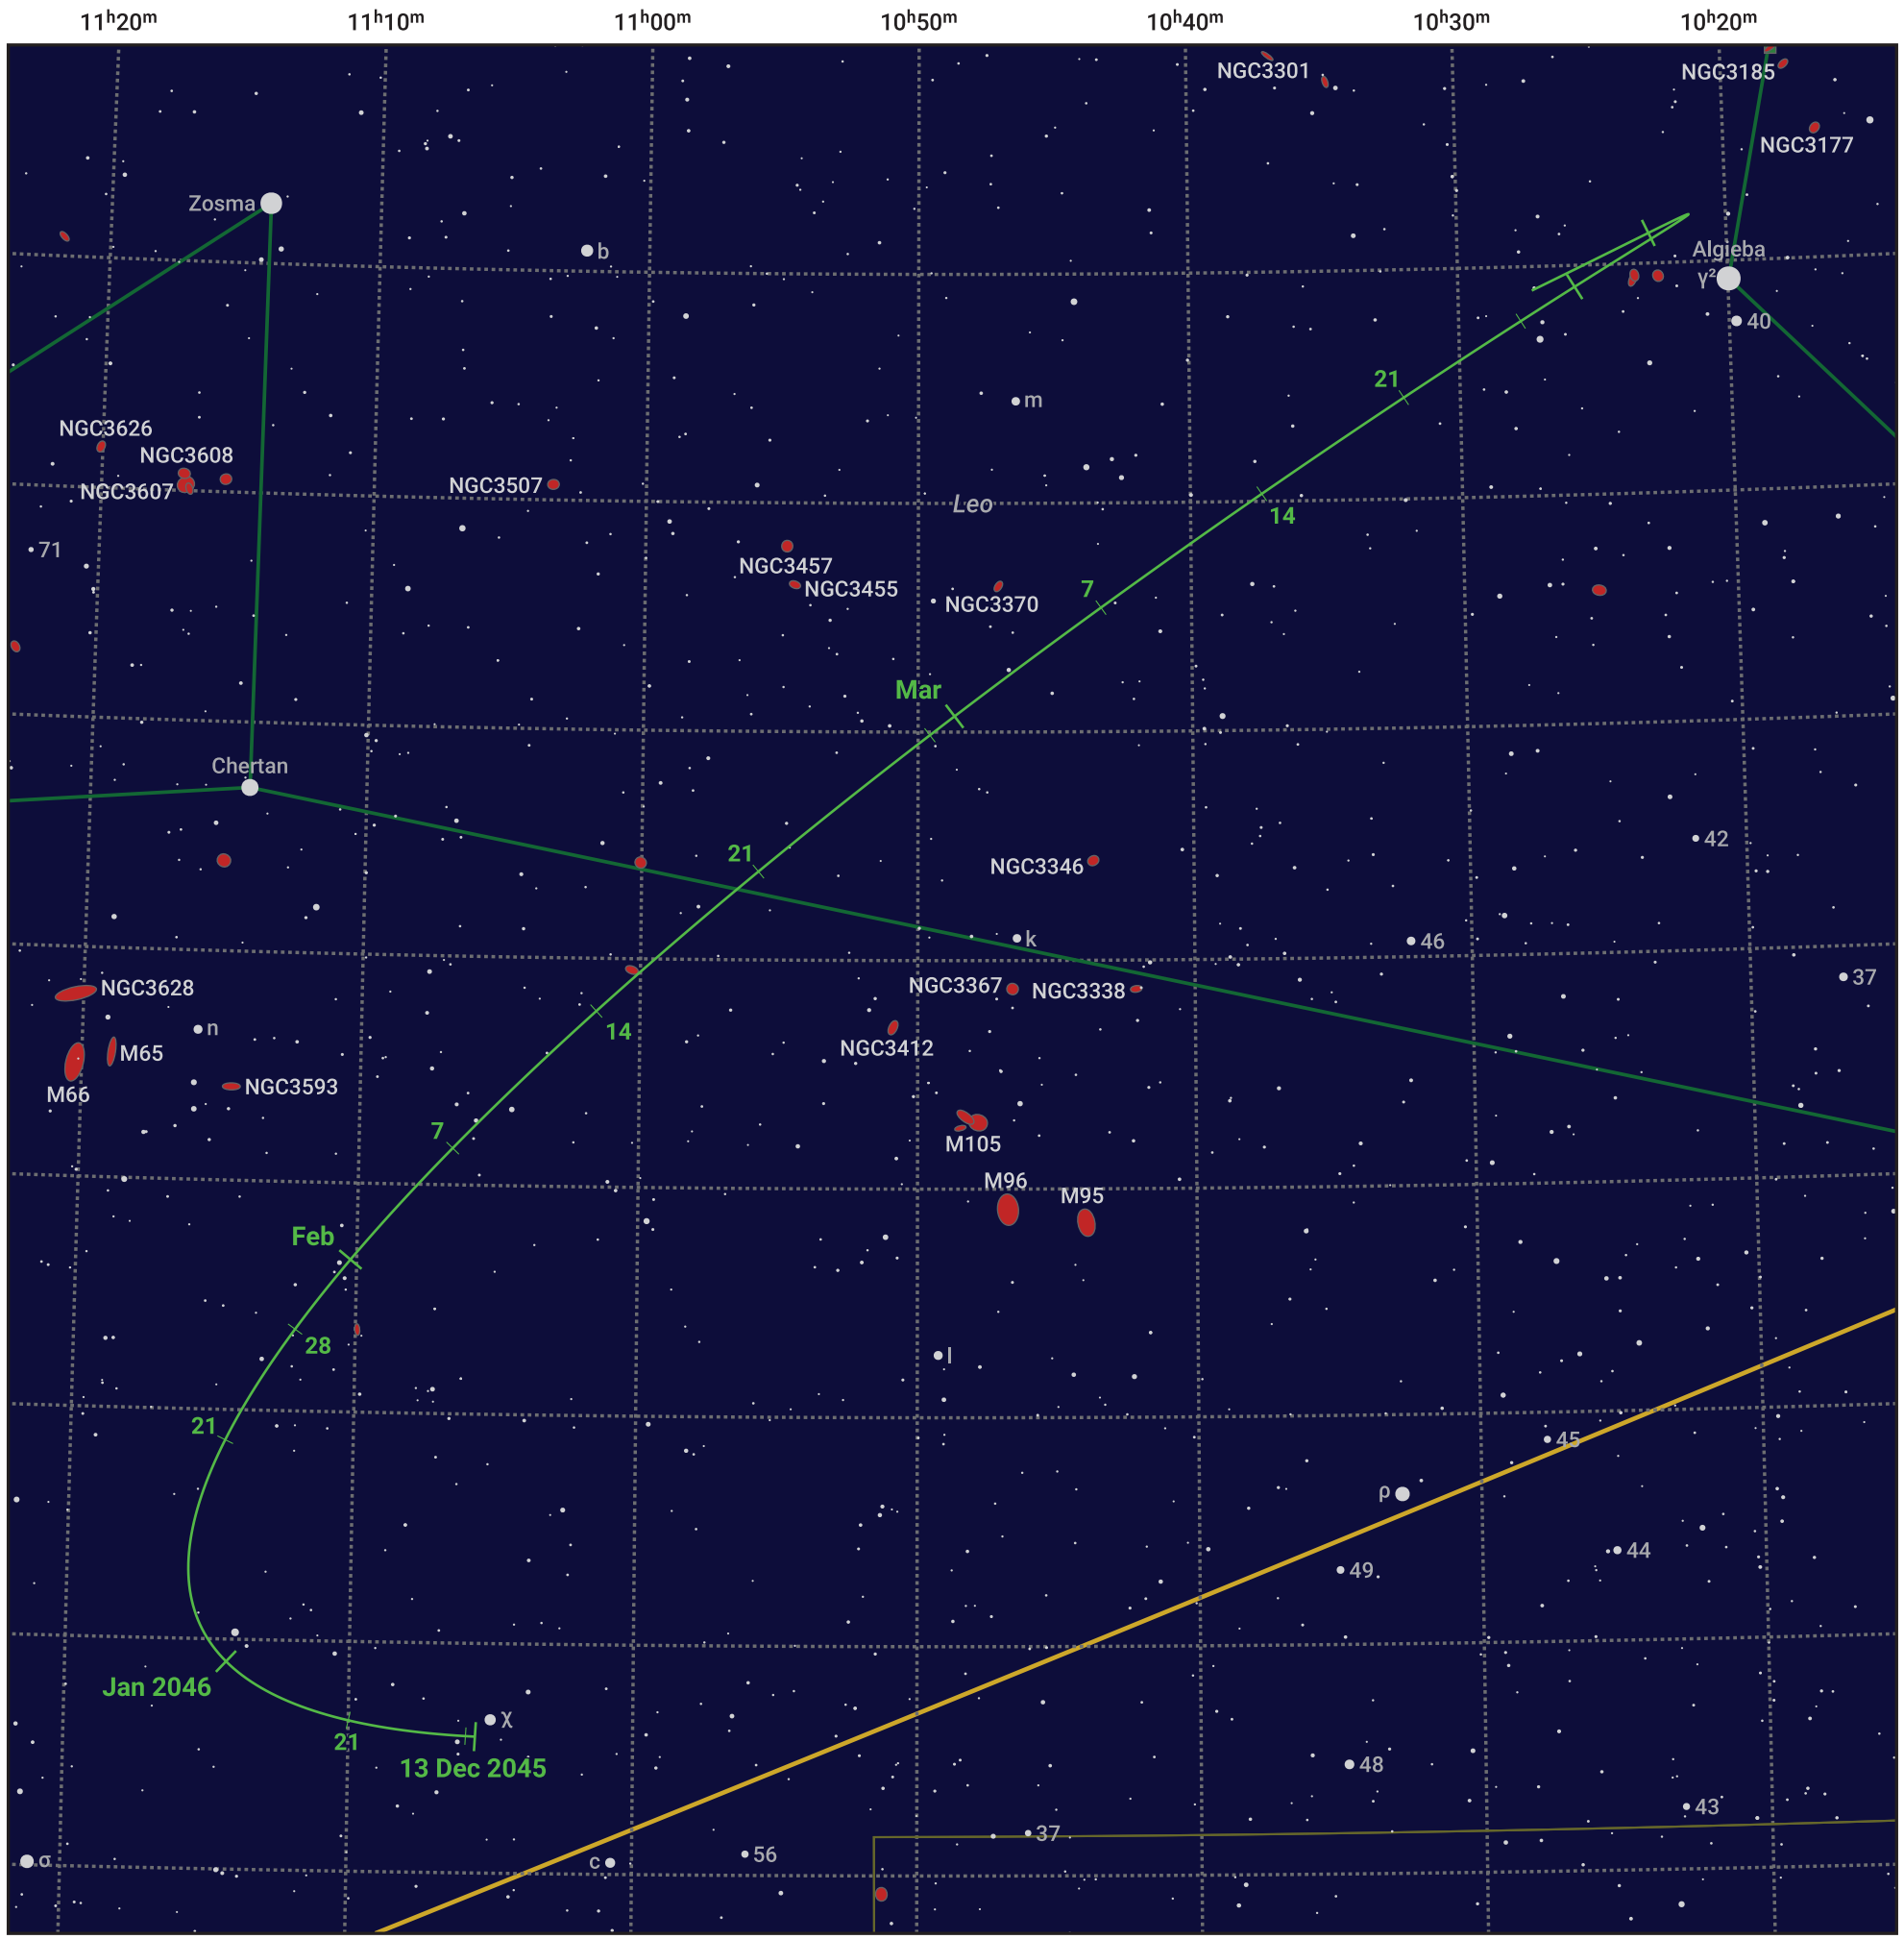 11h20m 11h10m 11h00m 10h50m 10h40m 10h30m 10h20m
NGC3301
NGC3185
NGC3177
Zosma
b
Algieba
γ²
40
21
m
NGC3626
NGC3608
NGC3607
NGC3507
Leo
14
71
NGC3457
NGC3455
7
NGC3370
Mar
Chertan
42
21
NGC3346
k
46
37
NGC3628
NGC3367
NGC3338
n
14
M65
NGC3412
M66
NGC3593
7
M105
M96
M95
Feb
28
l
21
45
ρ
44
49
Jan 2046
χ
21
13 Dec 2045
48
43
37
56
c
σ